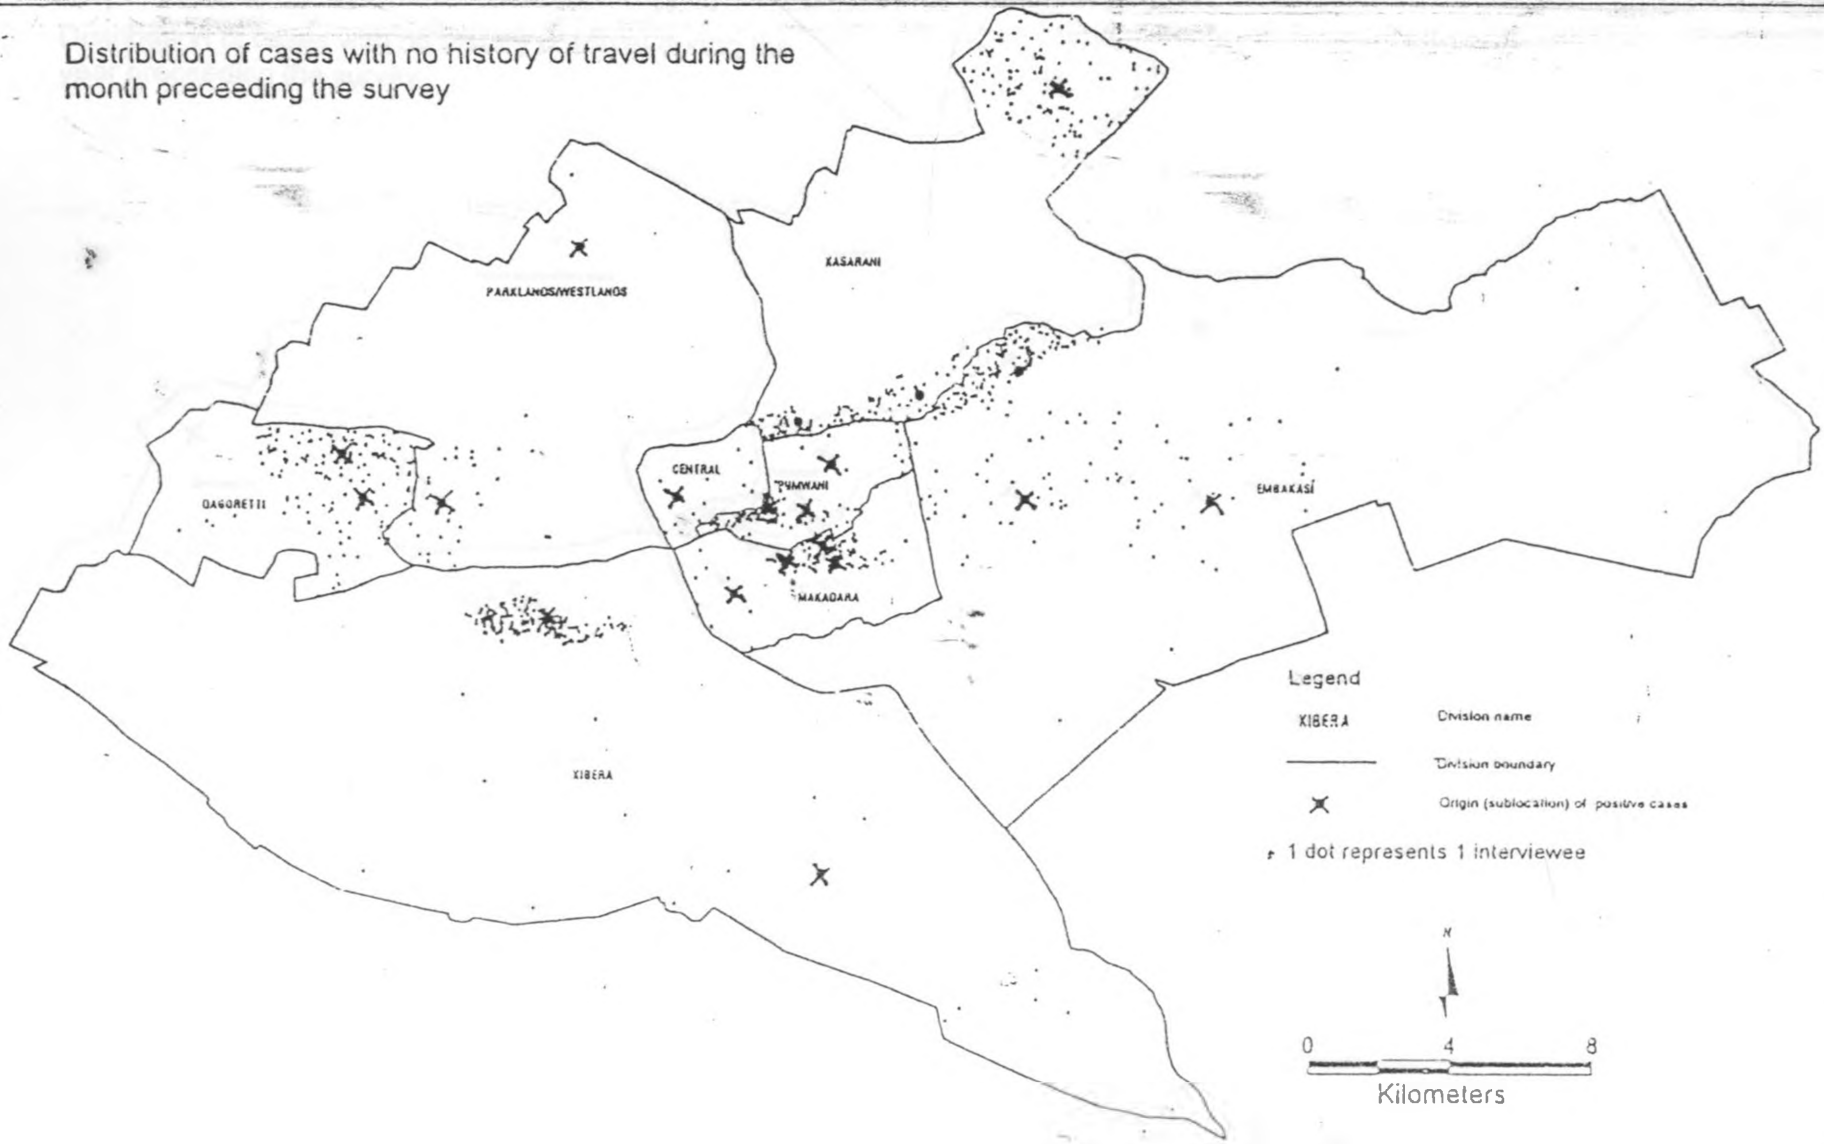 Distribution of cases with no history of travel during the
month preceeding the survey
KASARANI
PARKLANDS/WESTLANDS
CENTRAL
PUMWANI
DAGORETTI
EMBAKASI
MAKADARA
KIBERA
Legend
KIBERA Division name
Division boundary
Origin (sublocation) of positive cases
1 dot represents 1 interviewee
N
0 4 8
Kilometers